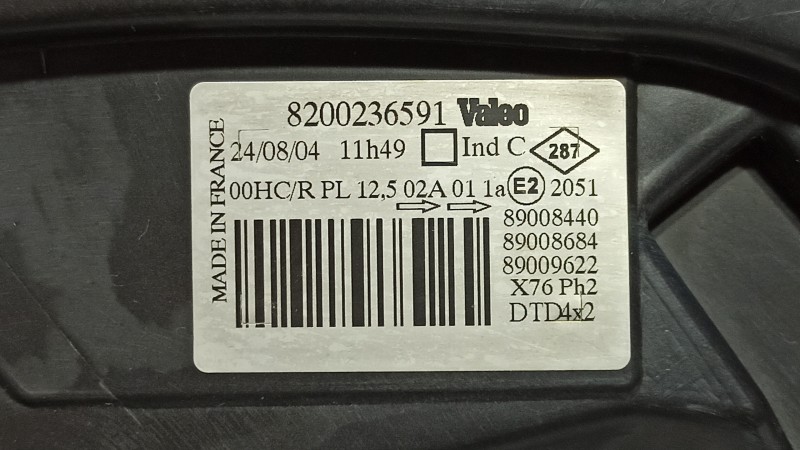 8200236591 Valeo
24/08/04 11h49 Ind C 287
00HC/R PL 12,5 02A 01 1a E2 2051
89008440
89008684
89009622
X76 Ph2
DTD4x2
MADE IN FRANCE